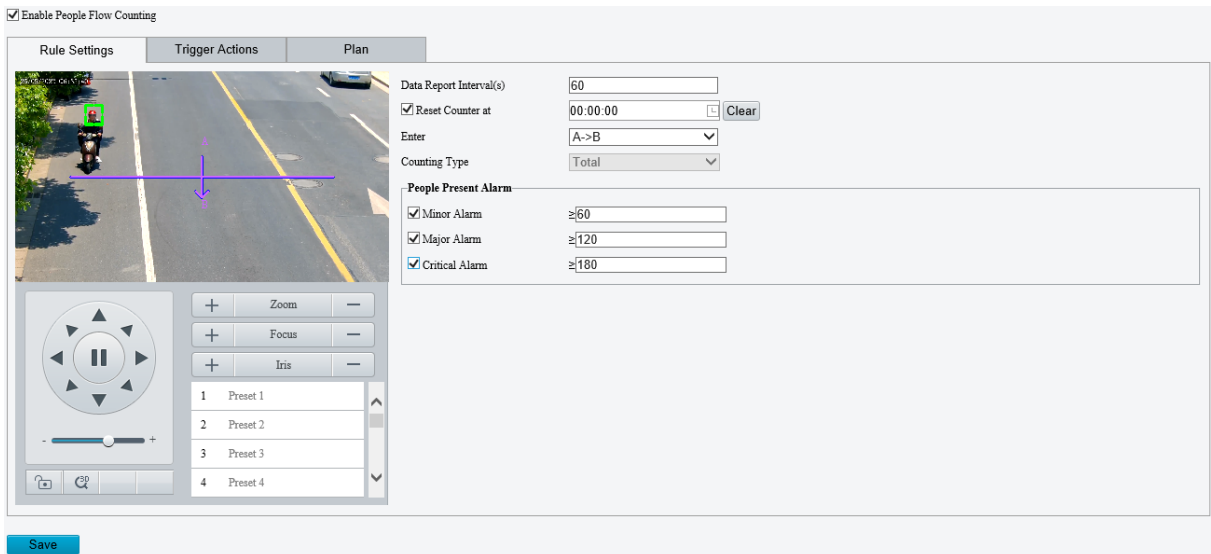 Enable People Flow Counting
Rule Settings
Trigger Actions
Plan
Data Report Interval(s)
60
Reset Counter at
00:00:00
Clear
Enter
A->B
Counting Type
Total
People Present Alarm
Minor Alarm
≥60
Major Alarm
≥120
Critical Alarm
≥180
+ Zoom −
+ Focus −
+ Iris −
1 Preset 1
2 Preset 2
3 Preset 3
4 Preset 4
- +
3D
Save